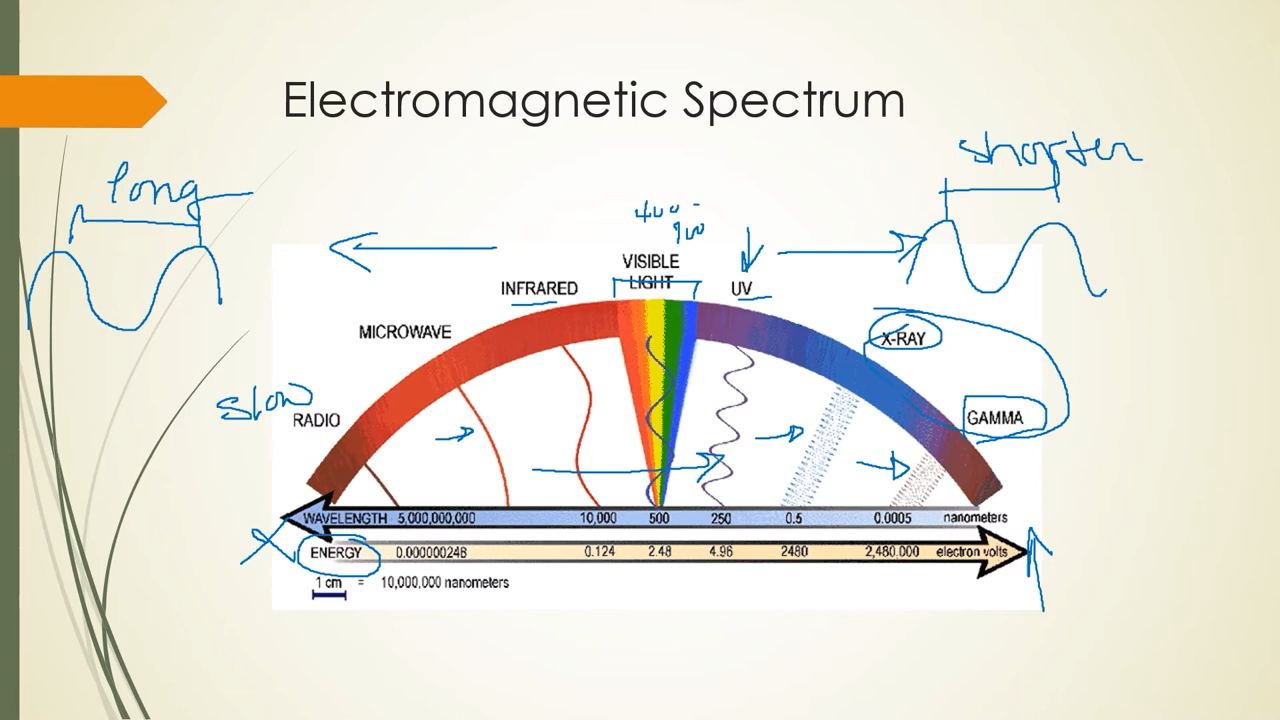 Electromagnetic Spectrum
shorter
long
400-
VISIBLE
LIGHT
INFRARED
UV
MICROWAVE
X-RAY
slow
RADIO
GAMMA
WAVELENGTH 5,000,000,000 10,000 500 250 0.5 0.0005 nanometers
ENERGY 0.000000248 0.124 2.48 4.96 2480 2,480.000 electron volts
1 cm = 10,000,000 nanometers